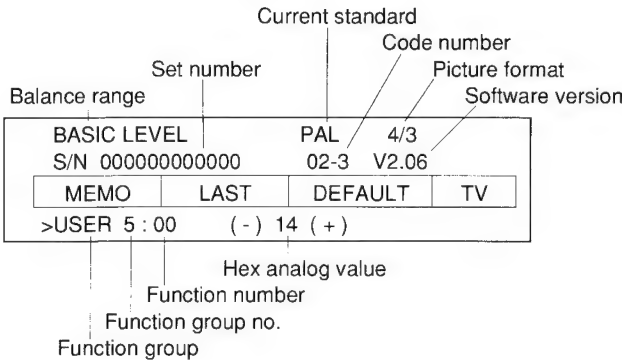 Current standard
Code number
Set number
Picture format
Balance range
Software version
BASIC LEVEL PAL 4/3
S/N 000000000000 02-3 V2.06
MEMO LAST DEFAULT TV
>USER 5 : 00 ( - ) 14 ( + )
Hex analog value
Function number
Function group no.
Function group